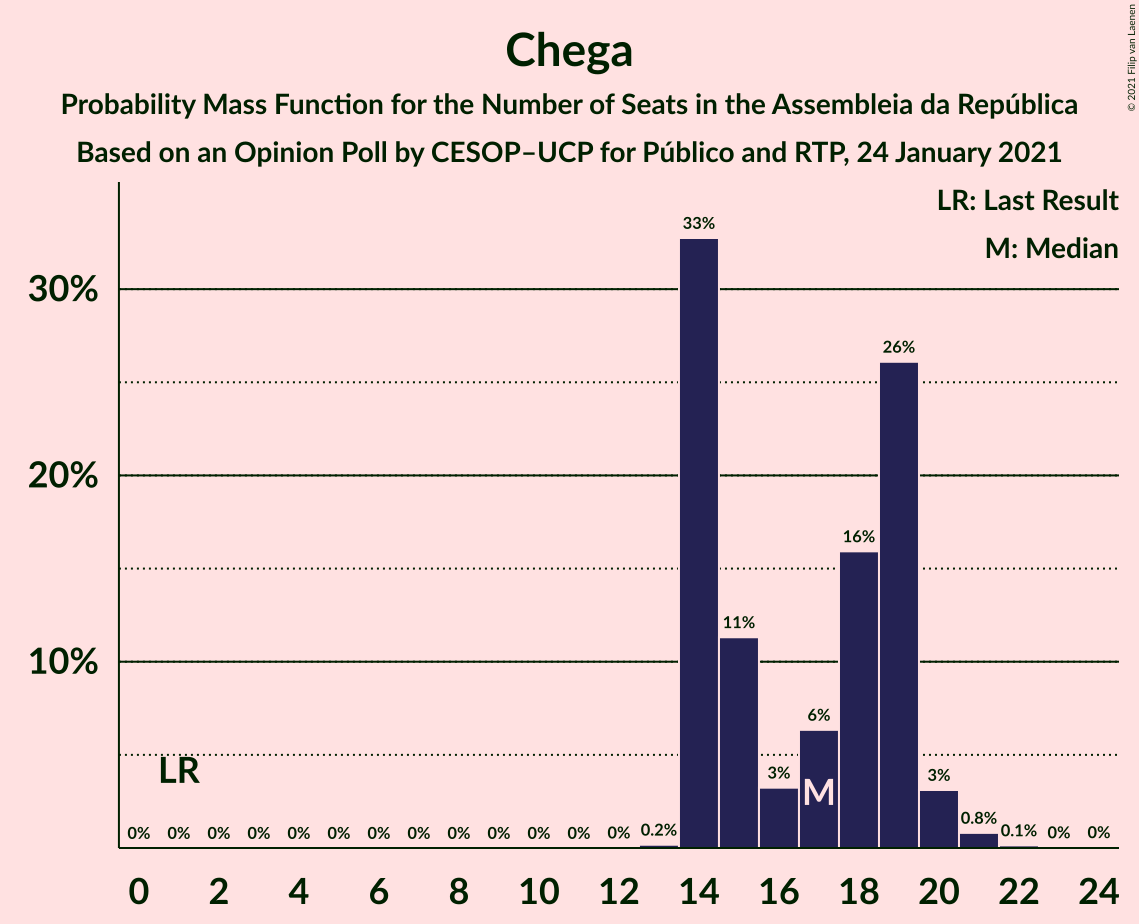 © 2021 Filip van Laenen
Chega
Probability Mass Function for the Number of Seats in the Assembleia da República
Based on an Opinion Poll by CESOP–UCP for Público and RTP, 24 January 2021
LR: Last Result
M: Median
33%
30%
26%
20%
16%
11%
10%
6%
LR
3%
M
3%
0% 0% 0% 0% 0% 0% 0% 0% 0% 0% 0% 0% 0% 0.2% 0.8% 0.1% 0% 0%
0 2 4 6 8 10 12 14 16 18 20 22 24